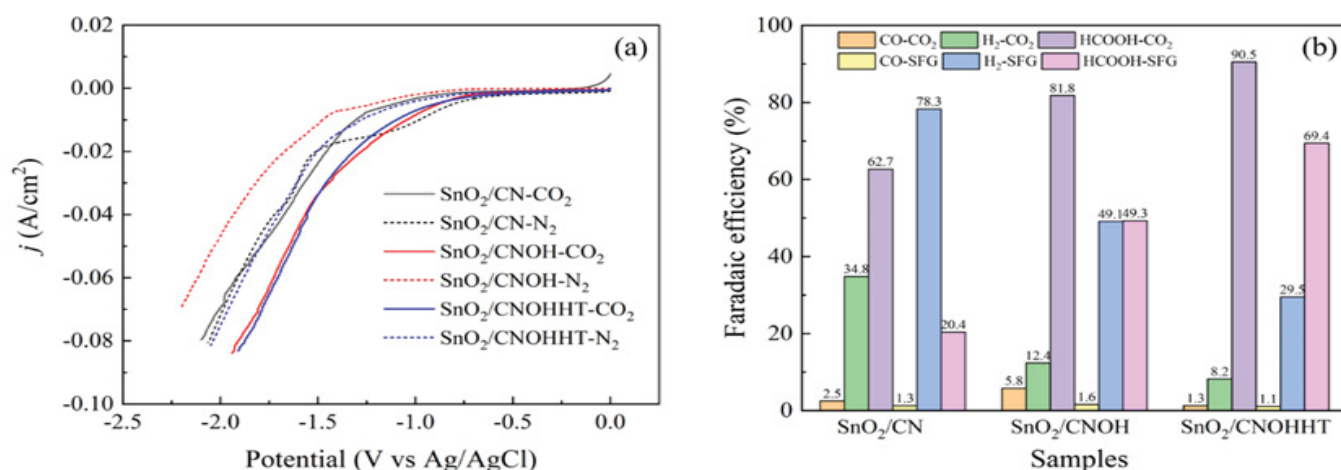 (a)
0.02
0.00
-0.02
-0.04
-0.06
-0.08
-0.10
j (A/cm²)
SnO₂/CN-CO₂
SnO₂/CN-N₂
SnO₂/CNOH-CO₂
SnO₂/CNOH-N₂
SnO₂/CNOHHT-CO₂
SnO₂/CNOHHT-N₂
-2.5 -2.0 -1.5 -1.0 -0.5 0.0
Potential (V vs Ag/AgCl)
(b)
100
80
60
40
20
0
Faradaic efficiency (%)
CO-CO₂ H₂-CO₂ HCOOH-CO₂
CO-SFG H₂-SFG HCOOH-SFG
2.5 34.8 62.7 1.3 78.3 20.4
5.8 12.4 81.8 1.6 49.1 49.3
1.3 8.2 90.5 1.1 29.5 69.4
SnO₂/CN SnO₂/CNOH SnO₂/CNOHHT
Samples